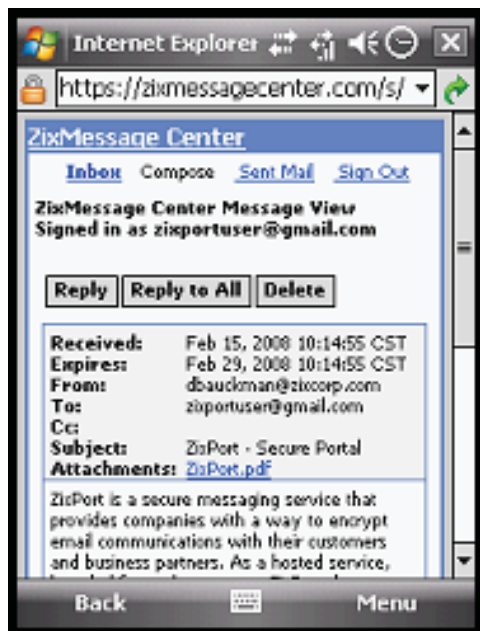 Internet Explorer
https://zixmessagecenter.com/s/
ZixMessage Center
Inbox Compose Sent Mail Sign Out
ZixMessage Center Message View
Signed in as zixportuser@gmail.com
Reply Reply to All Delete
Received: Feb 15, 2008 10:14:55 CST
Expires: Feb 29, 2008 10:14:55 CST
From: dbauckman@zixcorp.com
To: zixportuser@gmail.com
Cc:
Subject: ZixPort - Secure Portal
Attachments: ZixPort.pdf
ZixPort is a secure messaging service that
provides companies with a way to encrypt
email communications with their customers
and business partners. As a hosted service,
Back Menu